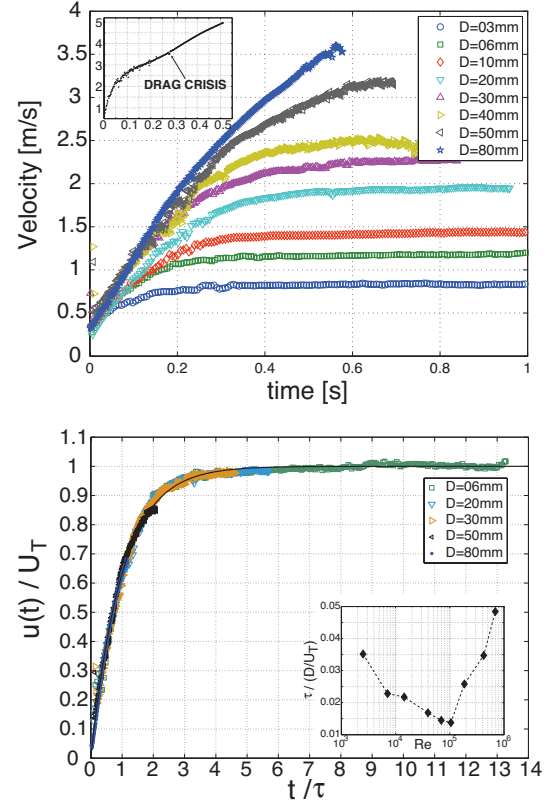 4
3.5
3
2.5
2
1.5
1
0.5
0
Velocity [m/s]
0 0.2 0.4 0.6 0.8 1
time [s]
5
4
3
2
1
0 0.1 0.2 0.3 0.4 0.5
DRAG CRISIS
D=03mm
D=06mm
D=10mm
D=20mm
D=30mm
D=40mm
D=50mm
D=80mm
1.1
1
0.9
0.8
0.7
0.6
0.5
0.4
0.3
0.2
0.1
0
u(t) / U_T
0 1 2 3 4 5 6 7 8 9 10 11 12 13 14
t/τ
D=06mm
D=20mm
D=30mm
D=50mm
D=80mm
0.05
0.04
0.03
0.02
0.01
τ / (D/U_T)
10^3 10^4 Re 10^5 10^6